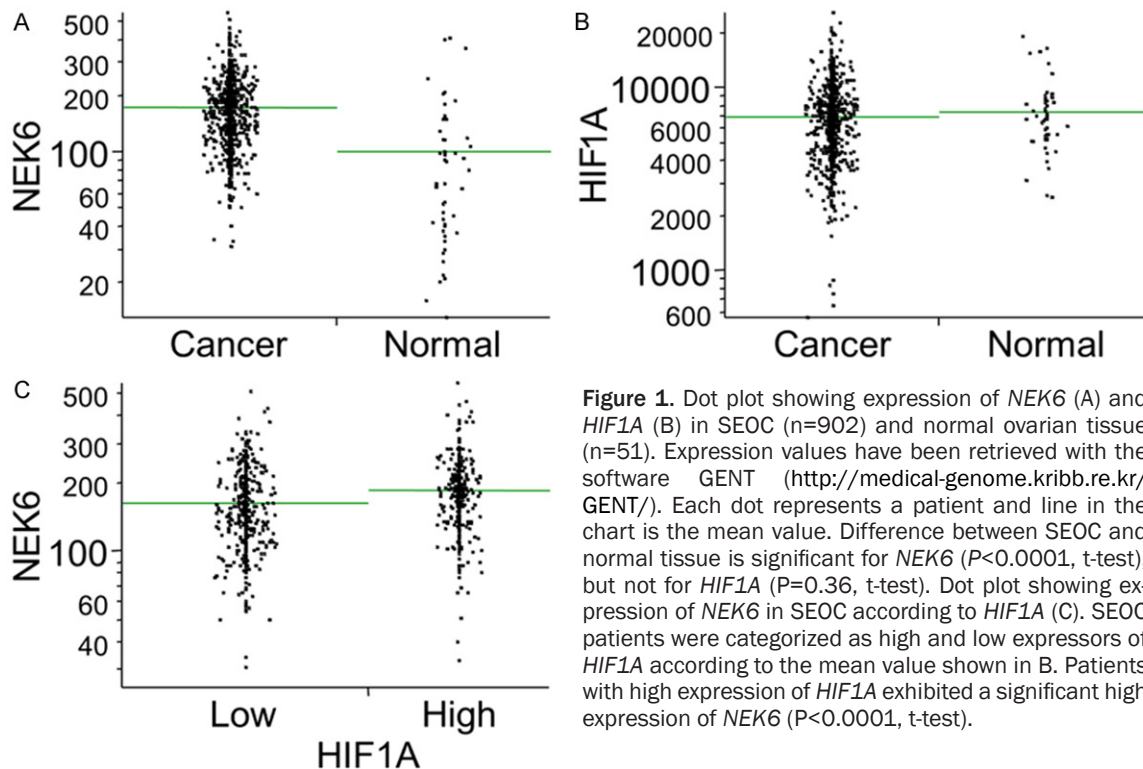 A
500
300
200
100
60
40
20
NEK6
Cancer Normal
B
20000
10000
6000
4000
2000
1000
600
HIF1A
Cancer Normal
C
500
300
200
100
60
40
NEK6
Low High
HIF1A
Figure 1. Dot plot showing expression of NEK6 (A) and
HIF1A (B) in SEOC (n=902) and normal ovarian tissue
(n=51). Expression values have been retrieved with the
software GENT (http://medical-genome.kribb.re.kr/
GENT/). Each dot represents a patient and line in the
chart is the mean value. Difference between SEOC and
normal tissue is significant for NEK6 (P<0.0001, t-test),
but not for HIF1A (P=0.36, t-test). Dot plot showing ex-
pression of NEK6 in SEOC according to HIF1A (C). SEOC
patients were categorized as high and low expressors of
HIF1A according to the mean value shown in B. Patients
with high expression of HIF1A exhibited a significant high
expression of NEK6 (P<0.0001, t-test).